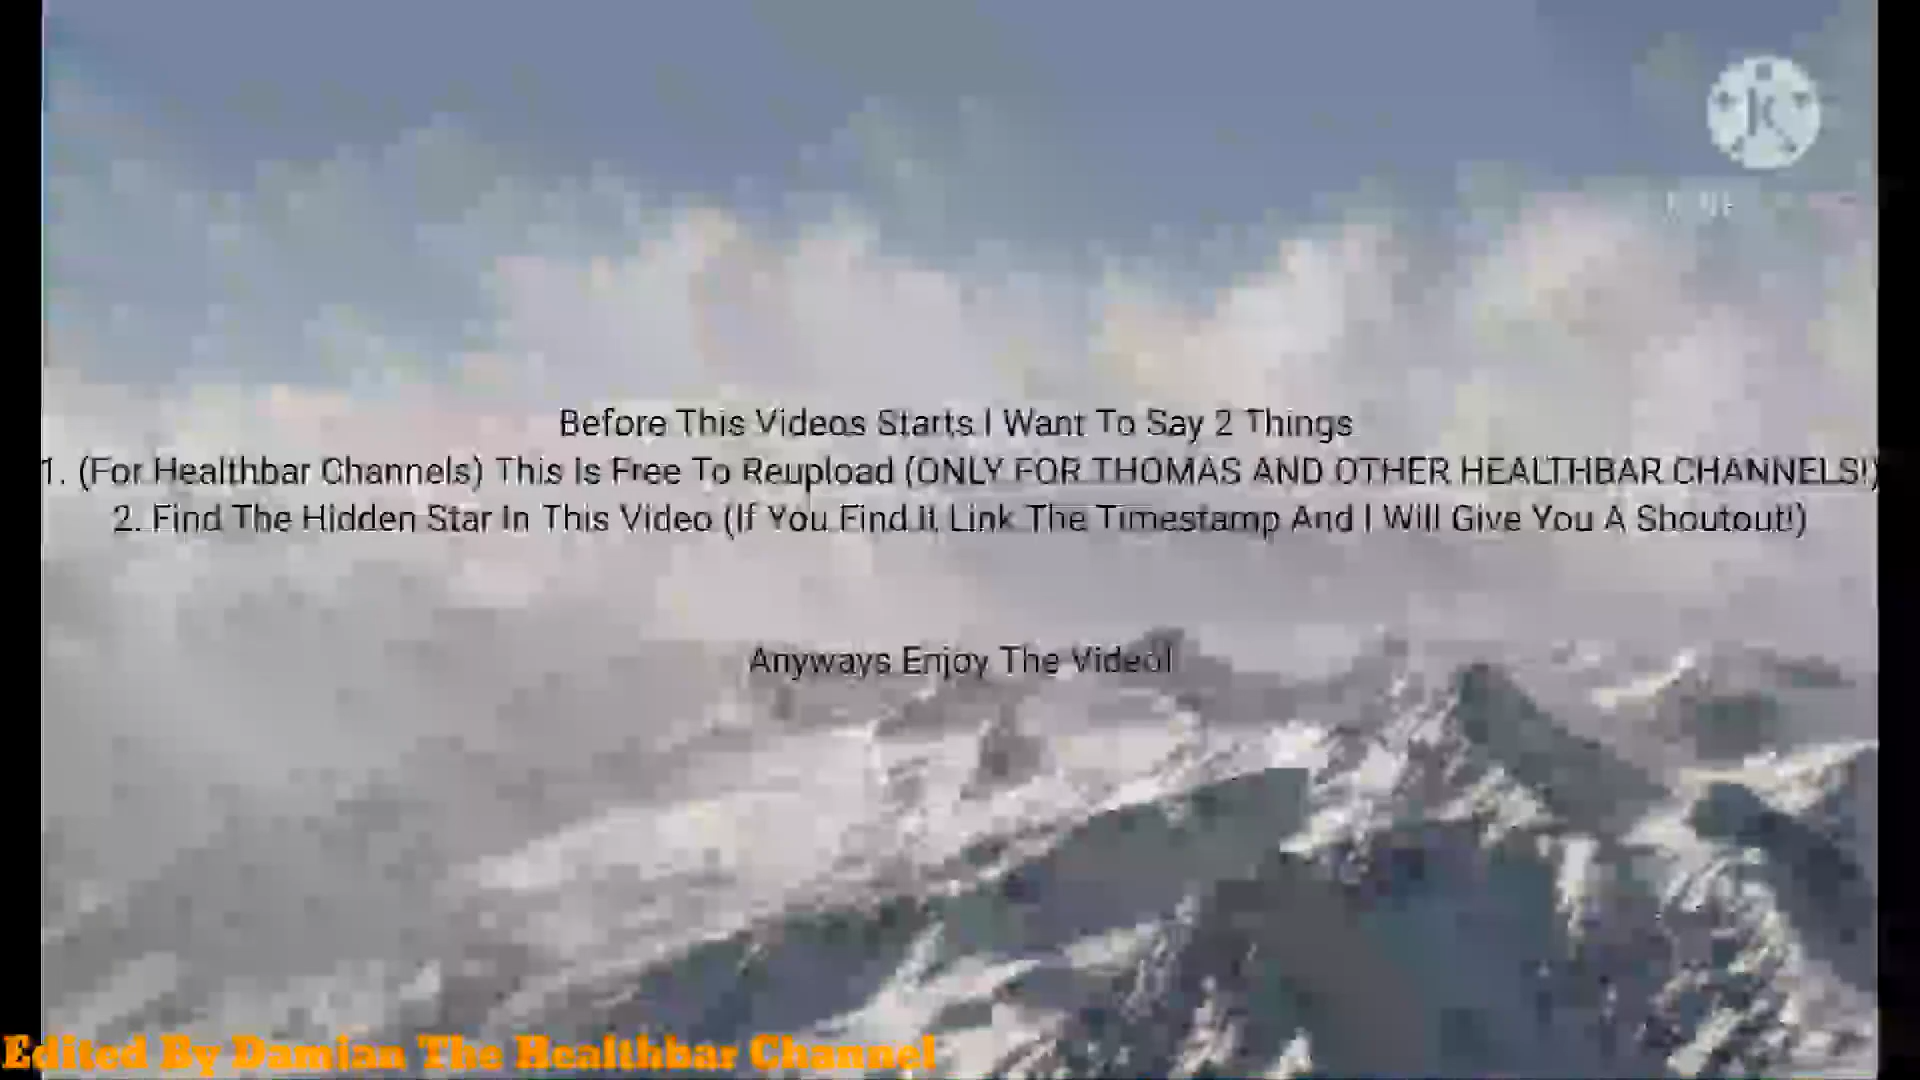 K
Before This Videos Starts I Want To Say 2 Things
1. (For Healthbar Channels) This Is Free To Reupload (ONLY FOR THOMAS AND OTHER HEALTHBAR CHANNELS!)
2. Find The Hidden Star In This Video (If You Find It Link The Timestamp And I Will Give You A Shoutout!)
Anyways Enjoy The Video!
Edited By Damian The Healthbar Channel